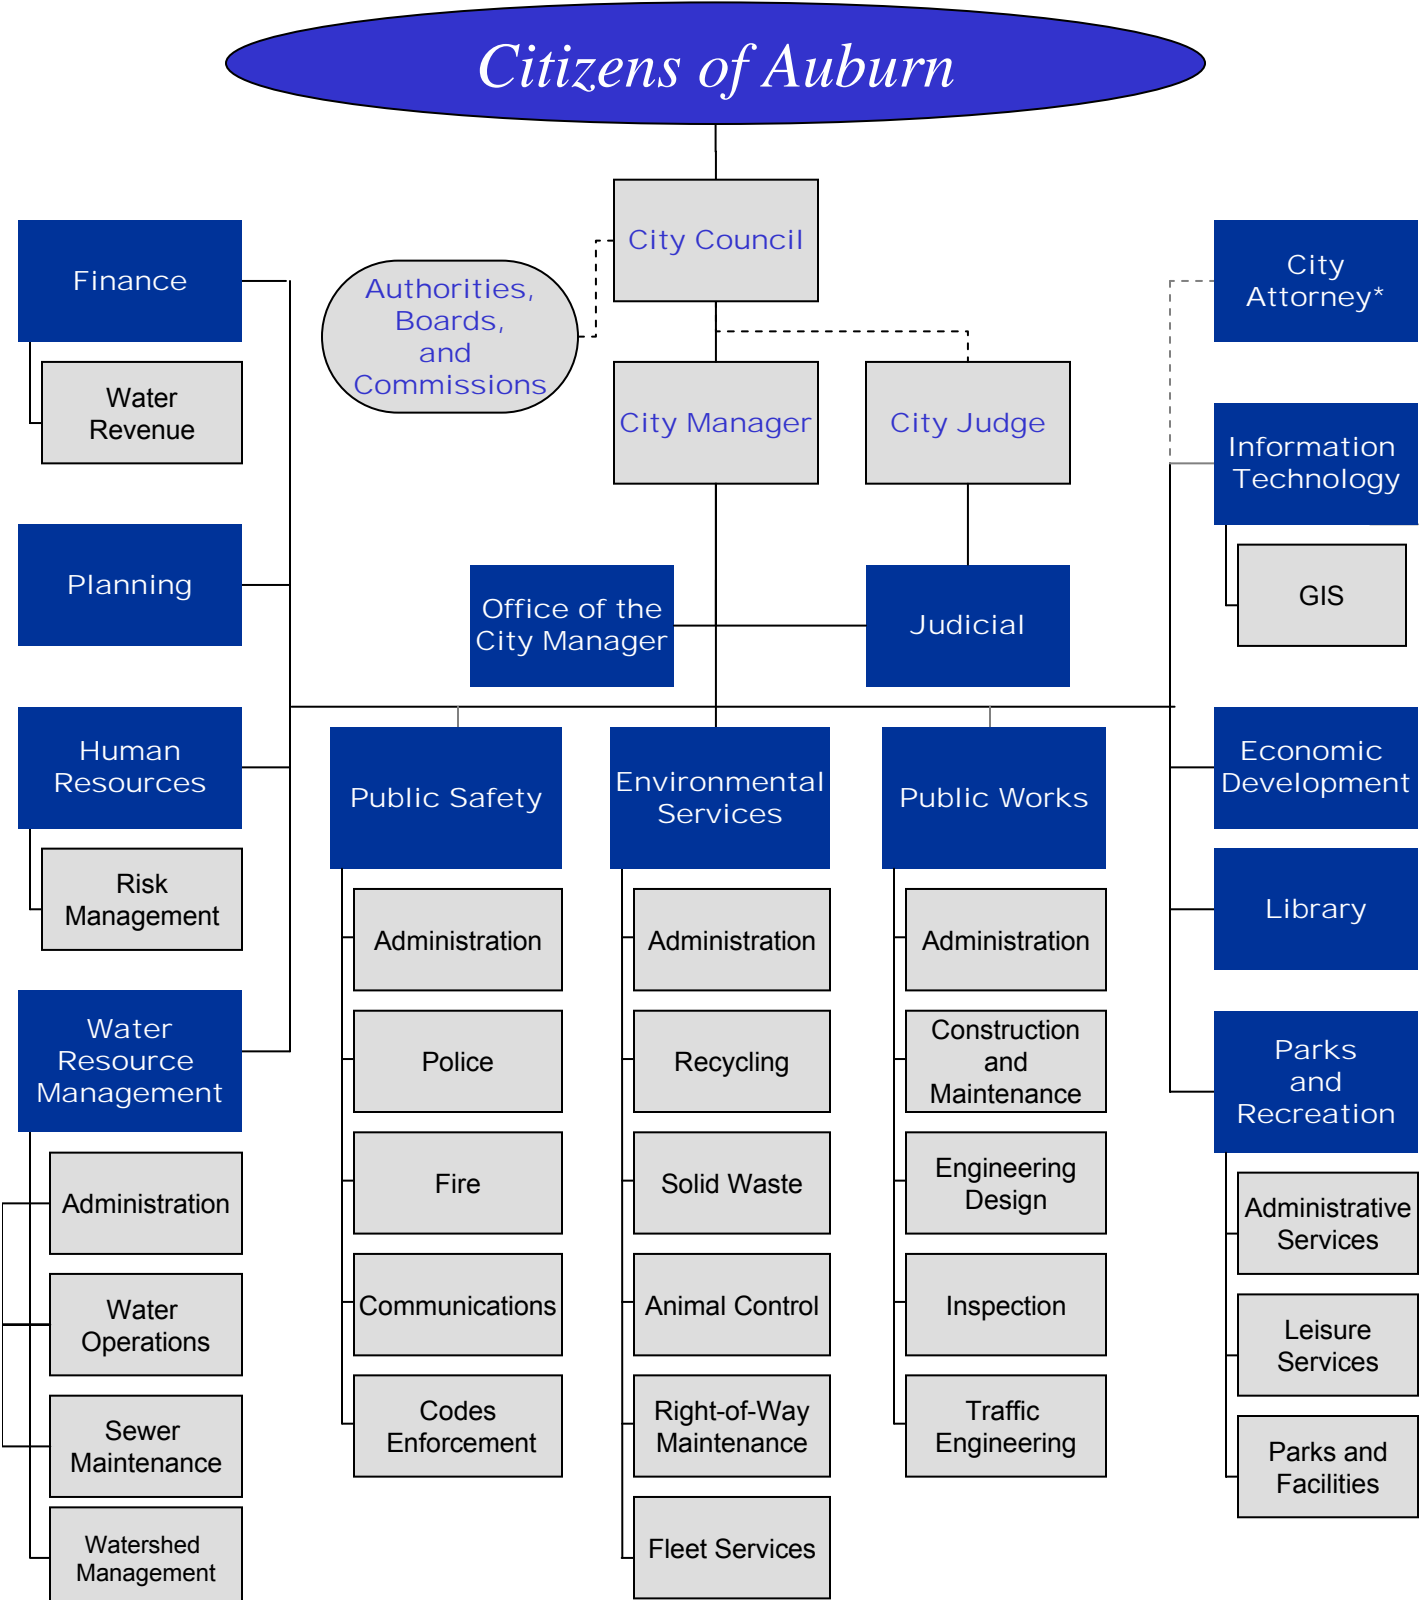 Citizens of Auburn
City Council
Authorities,
Boards,
and
Commissions
City Manager
City Judge
Office of the
City Manager
Judicial
Finance
Water
Revenue
Planning
Human
Resources
Risk
Management
Water
Resource
Management
Administration
Water
Operations
Sewer
Maintenance
Watershed
Management
Public Safety
Administration
Police
Fire
Communications
Codes
Enforcement
Environmental
Services
Administration
Recycling
Solid Waste
Animal Control
Right-of-Way
Maintenance
Fleet Services
Public Works
Administration
Construction
and
Maintenance
Engineering
Design
Inspection
Traffic
Engineering
City
Attorney*
Information
Technology
GIS
Economic
Development
Library
Parks
and
Recreation
Administrative
Services
Leisure
Services
Parks and
Facilities